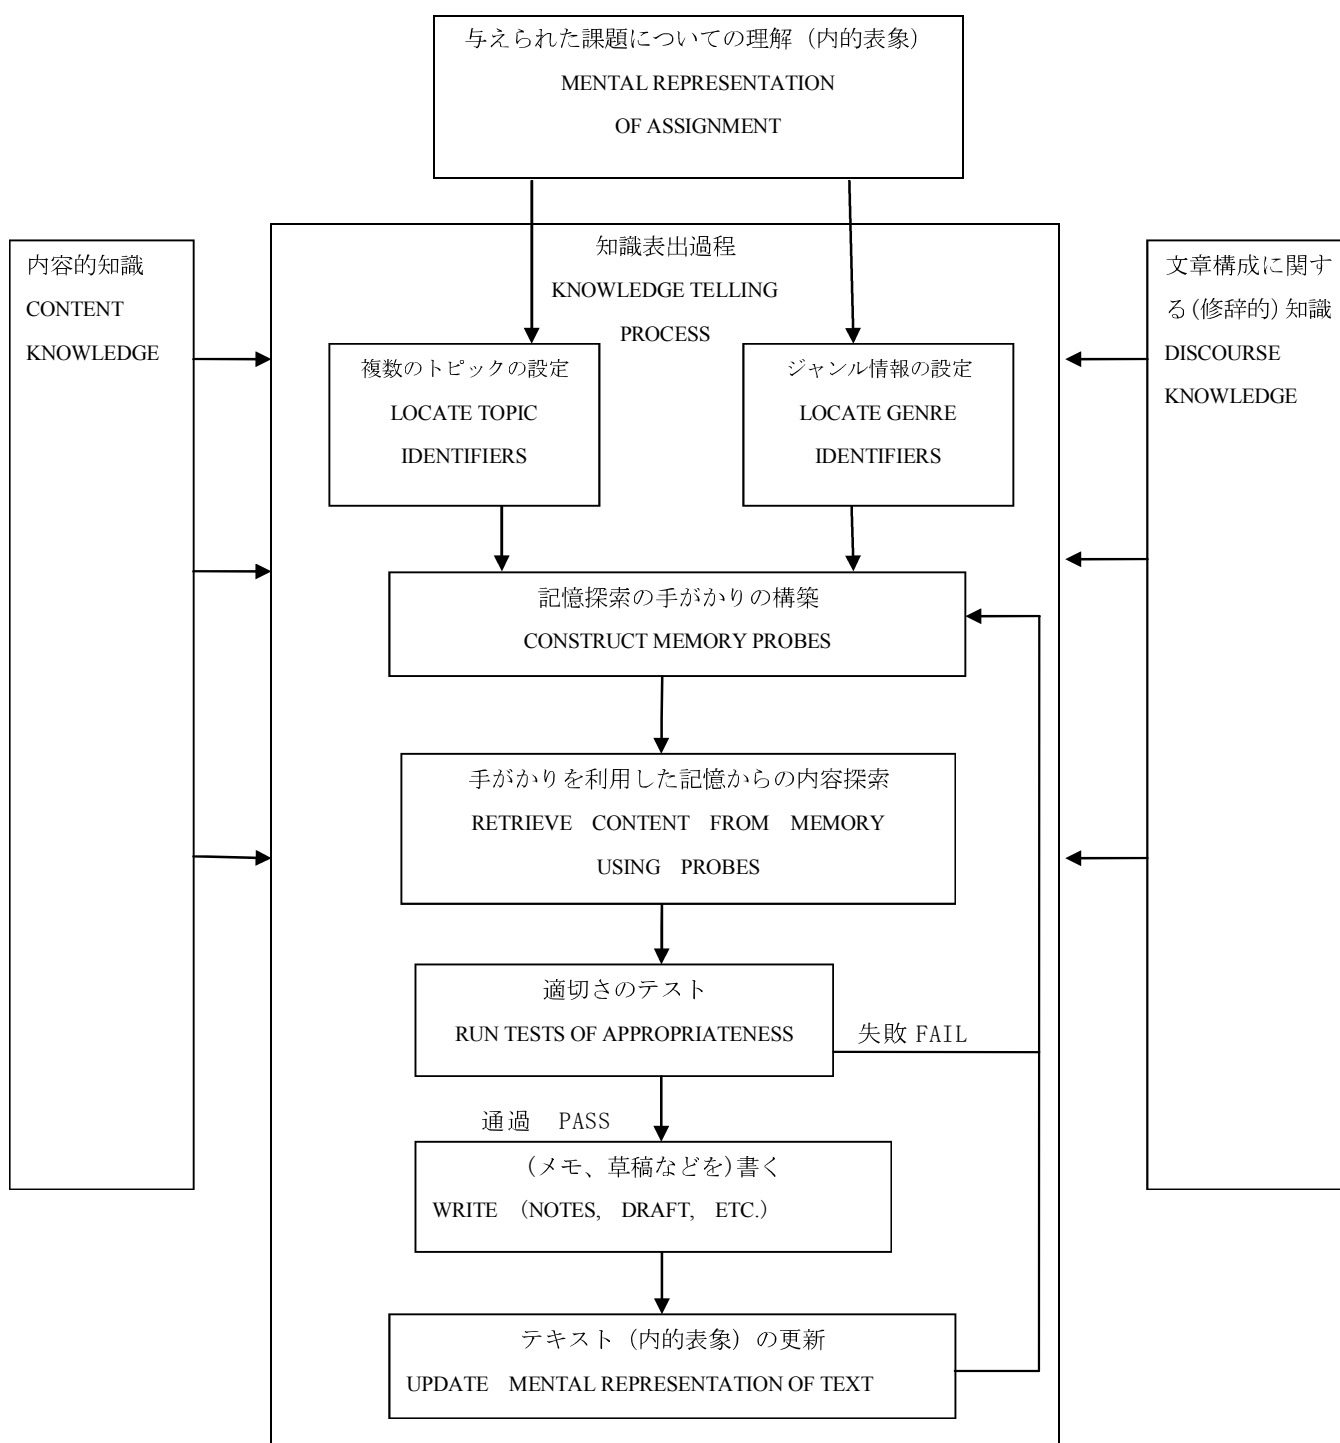 与えられた課題についての理解（内的表象）
MENTAL REPRESENTATION
OF ASSIGNMENT
知識表出過程
KNOWLEDGE TELLING
PROCESS
内容的知識
CONTENT
KNOWLEDGE
文章構成に関す
る(修辞的)知識
DISCOURSE
KNOWLEDGE
複数のトピックの設定
LOCATE TOPIC
IDENTIFIERS
ジャンル情報の設定
LOCATE GENRE
IDENTIFIERS
記憶探索の手がかりの構築
CONSTRUCT MEMORY PROBES
手がかりを利用した記憶からの内容探索
RETRIEVE CONTENT FROM MEMORY
USING PROBES
適切さのテスト
RUN TESTS OF APPROPRIATENESS
失敗 FAIL
通過 PASS
(メモ、草稿などを)書く
WRITE （NOTES, DRAFT, ETC.）
テキスト（内的表象）の更新
UPDATE MENTAL REPRESENTATION OF TEXT